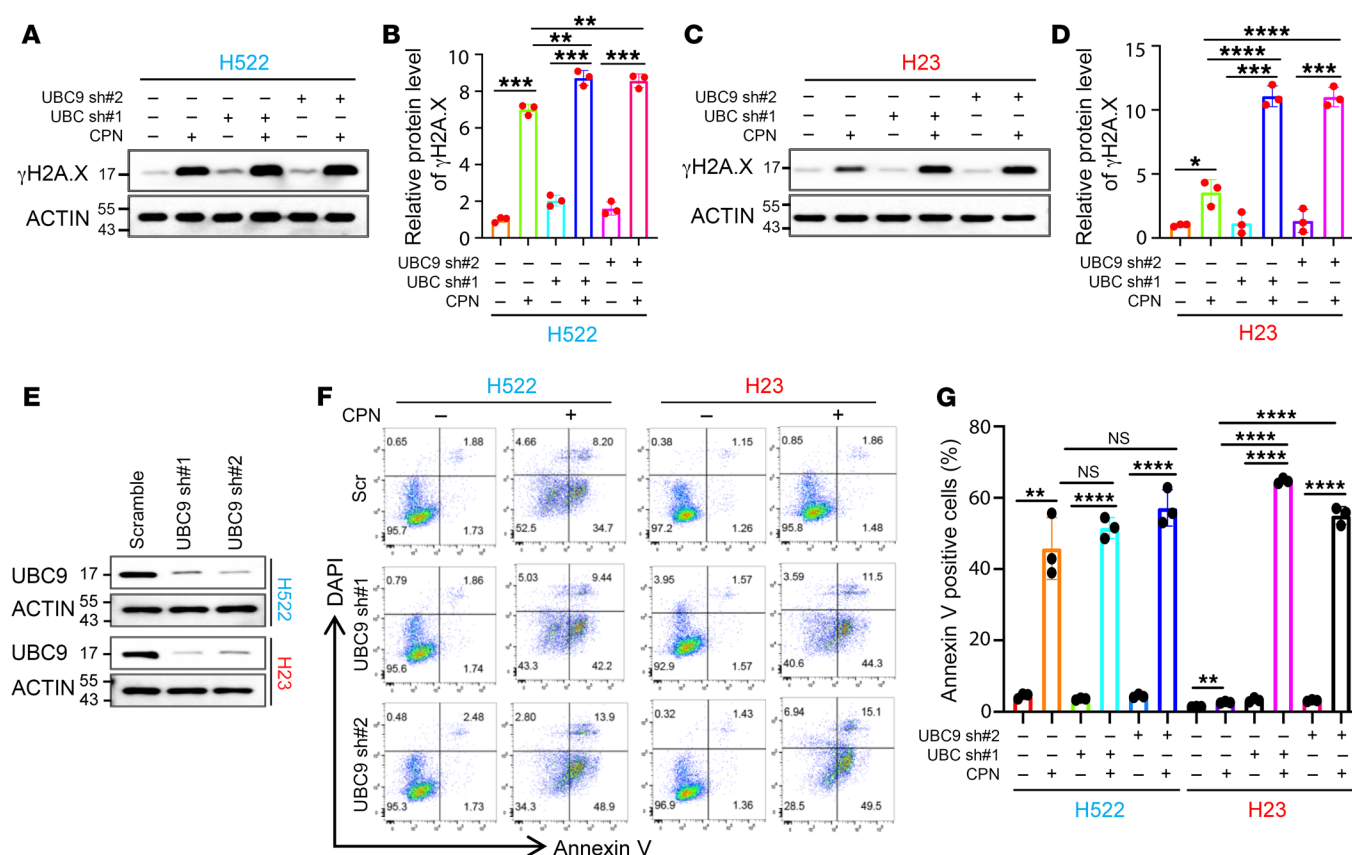 A
H522
UBC9 sh#2 – – – – + +
UBC sh#1 – – + + – –
CPN – + – + – +
γH2A.X 17
ACTIN 55
43
B
** 
**
*** *** ***
Relative protein level
of γH2A.X
10
8
6
4
2
0
UBC9 sh#2 – – – – + +
UBC sh#1 – – + + – –
CPN – + – + – +
H522
C
H23
UBC9 sh#2 – – – – + +
UBC sh#1 – – + + – –
CPN – + – + – +
γH2A.X 17
ACTIN 55
43
D
****
****
*** ***
*
Relative protein level
of γH2A.X
15
10
5
0
UBC9 sh#2 – – – – + +
UBC sh#1 – – + + – –
CPN – + – + – +
H23
E
Scramble
UBC9 sh#1
UBC9 sh#2
UBC9 17
ACTIN 55
43
H522
UBC9 17
ACTIN 55
43
H23
F
H522 H23
CPN – + – +
Scr
0.65 1.88 4.66 8.20 0.38 1.15 0.85 1.86
95.7 1.73 52.5 34.7 97.2 1.26 95.8 1.48
UBC9 sh#1
0.79 1.86 5.03 9.44 3.95 1.57 3.59 11.5
95.6 1.74 43.3 42.2 92.9 1.57 40.6 44.3
UBC9 sh#2
0.48 2.48 2.80 13.9 0.32 1.43 6.94 15.1
95.3 1.73 34.3 48.9 96.9 1.36 28.5 49.5
DAPI
Annexin V
G
Annexin V positive cells (%)
80
60
40
20
0
NS
NS ****
** ****
****
****
****
** ****
UBC9 sh#2 – – – – + + – – – – + +
UBC sh#1 – – + + – – – – + + – –
CPN – + – + – + – + – + – +
H522 H23